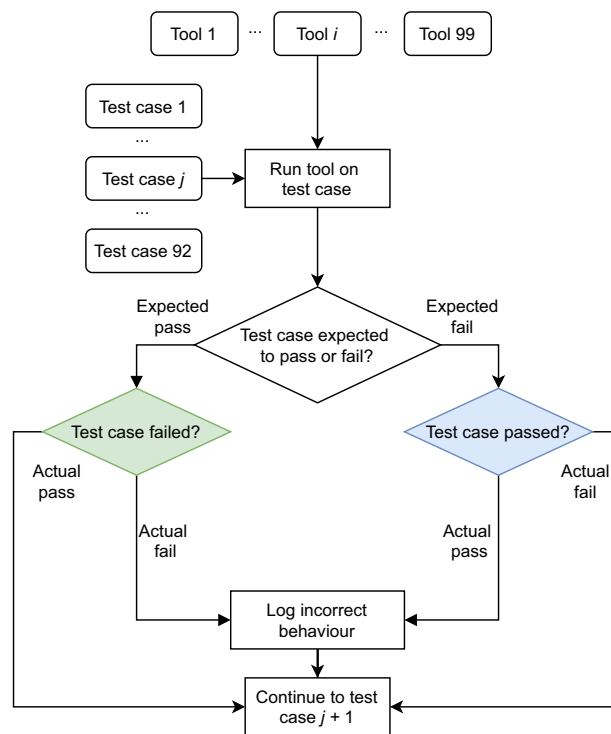 Tool 1 ... Tool i ... Tool 99
Test case 1
...
Test case j
...
Test case 92
Run tool on
test case
Expected
pass
Expected
fail
Test case expected
to pass or fail?
Test case failed?
Test case passed?
Actual
pass
Actual
fail
Actual
fail
Actual
pass
Log incorrect
behaviour
Continue to test
case j + 1